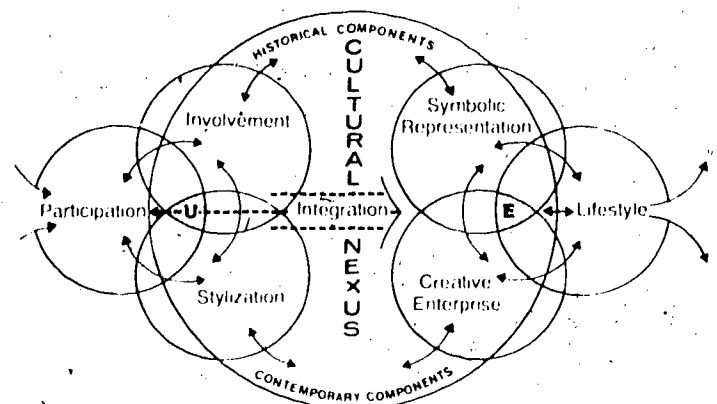 HISTORICAL COMPONENTS
CULTURAL
Involvement
Symbolic
Representation
Participation
U
Integration
E
Lifestyle
NEXUS
Stylization
Creative
Enterprise
CONTEMPORARY COMPONENTS